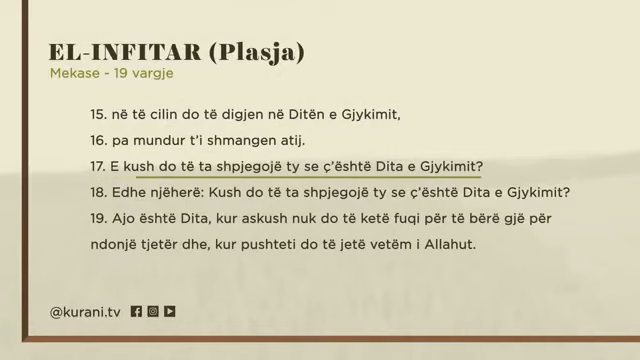 EL-INFITAR (Plasja)
Mekase - 19 vargje
15. në të cilin do të digjen në Ditën e Gjykimit,
16. pa mundur t'i shmangen atij.
17. E kush do të ta shpjegojë ty se ç'është Dita e Gjykimit?
18. Edhe njëherë: Kush do të ta shpjegojë ty se ç'është Dita e Gjykimit?
19. Ajo është Dita, kur askush nuk do të ketë fuqi për të bërë gjë për
ndonjë tjetër dhe, kur pushteti do të jetë vetëm i Allahut.
@kurani.tv